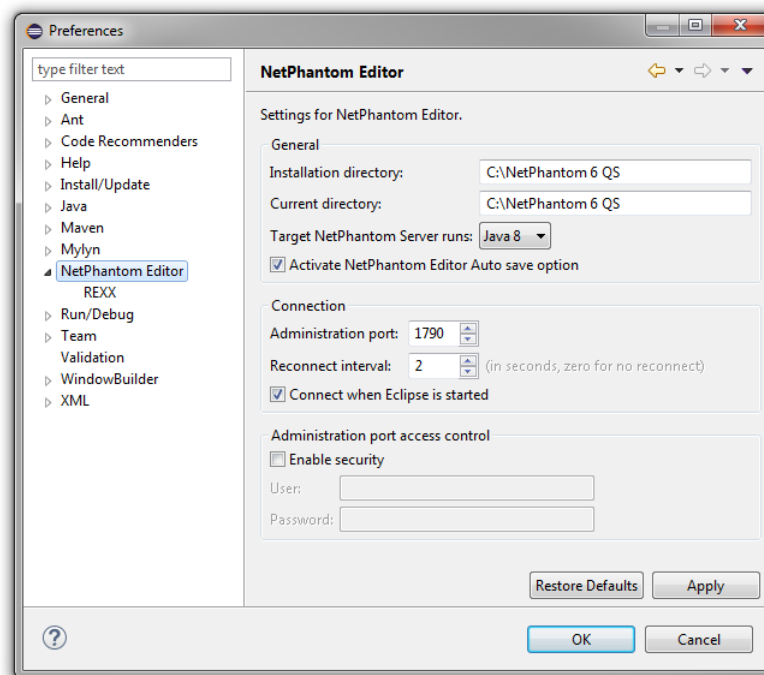 Preferences
type filter text
General
Ant
Code Recommenders
Help
Install/Update
Java
Maven
Mylyn
NetPhantom Editor
REXX
Run/Debug
Team
Validation
WindowBuilder
XML
NetPhantom Editor
Settings for NetPhantom Editor.
General
Installation directory: C:\NetPhantom 6 QS
Current directory: C:\NetPhantom 6 QS
Target NetPhantom Server runs: Java 8
Activate NetPhantom Editor Auto save option
Connection
Administration port: 1790
Reconnect interval: 2 (in seconds, zero for no reconnect)
Connect when Eclipse is started
Administration port access control
Enable security
User:
Password:
Restore Defaults Apply
? OK Cancel